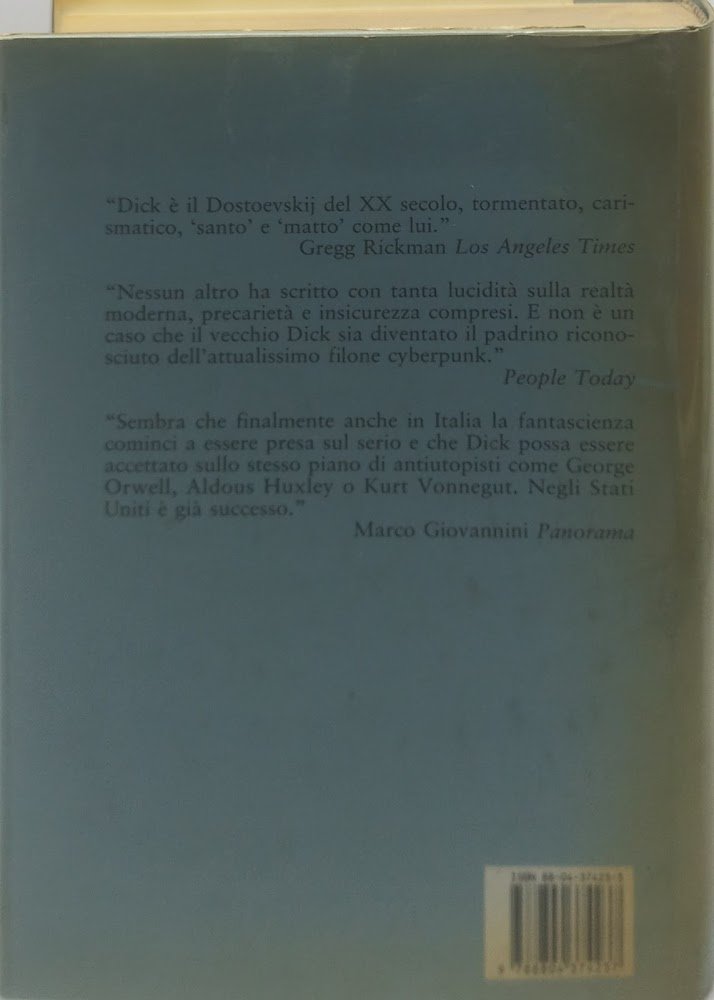 “Dick è il Dostoevskij del XX secolo, tormentato, cari-
smatico, ‘santo’ e ‘matto’ come lui.”
Gregg Rickman Los Angeles Times
“Nessun altro ha scritto con tanta lucidità sulla realtà
moderna, precarietà e insicurezza compresi. E non è un
caso che il vecchio Dick sia diventato il padrino ricono-
sciuto dell’attualissimo filone cyberpunk.”
People Today
“Sembra che finalmente anche in Italia la fantascienza
cominci a essere presa sul serio e che Dick possa essere
accettato sullo stesso piano di antiutopisti come George
Orwell, Aldous Huxley o Kurt Vonnegut. Negli Stati
Uniti è già successo.”
Marco Giovannini Panorama
ISBN